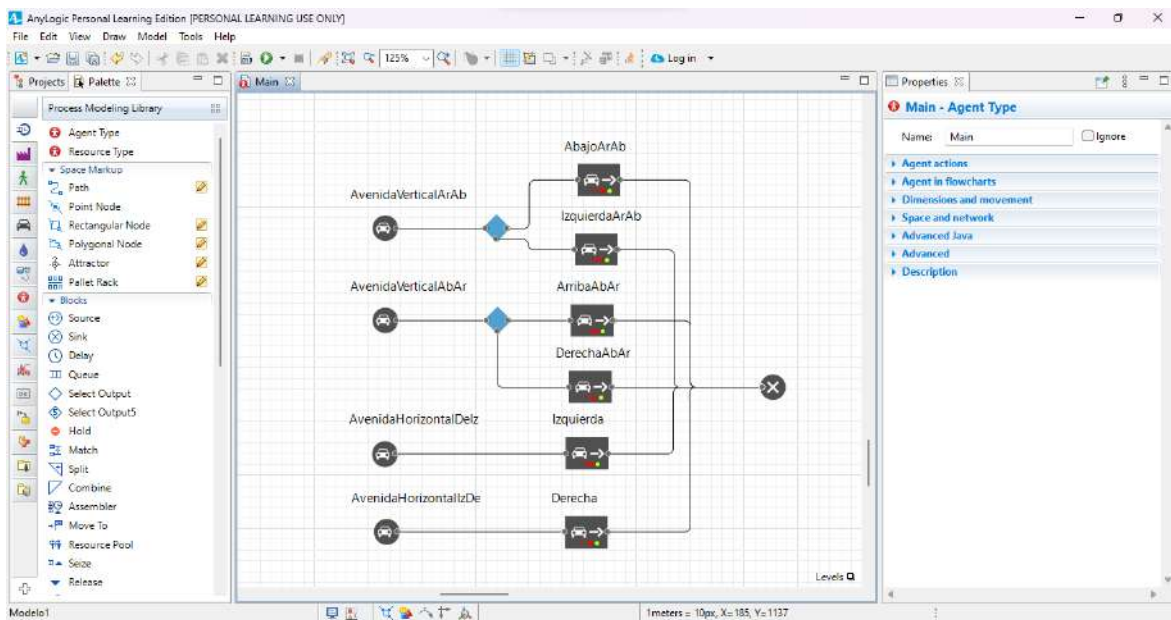 AnyLogic Personal Learning Edition [PERSONAL LEARNING USE ONLY]
File Edit View Draw Model Tools Help
125% Log in
Projects Palette
Main
Properties
Process Modeling Library
Agent Type
Resource Type
Space Markup
Path
Point Node
Rectangular Node
Polygonal Node
Attractor
Pallet Rack
Blocks
Source
Sink
Delay
Queue
Select Output
Select Output5
Hold
Match
Split
Combine
Assembler
Move To
Resource Pool
Seize
Release
AbajoArAb
AvenidaVerticalArAb
IzquierdaArAb
AvenidaVerticalAbAr
ArribaAbAr
DerechaAbAr
AvenidaHorizontalDeIz
Izquierda
AvenidaHorizontalIzDe
Derecha
Levels
Main - Agent Type
Name: Main Ignore
Agent actions
Agent in flowcharts
Dimensions and movement
Space and network
Advanced Java
Advanced
Description
Modelo1
1meters = 10px, X=185, Y=1137